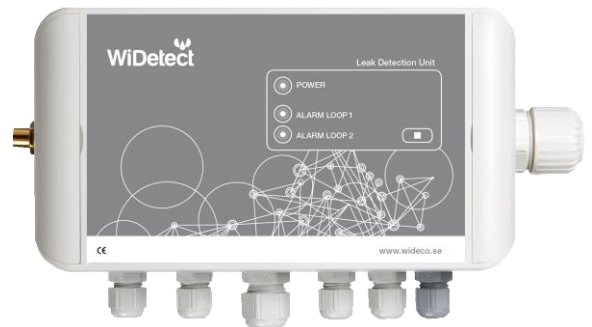 WiDetect
Leak Detection Unit
POWER
ALARM LOOP 1
ALARM LOOP 2
CE
www.wideco.se